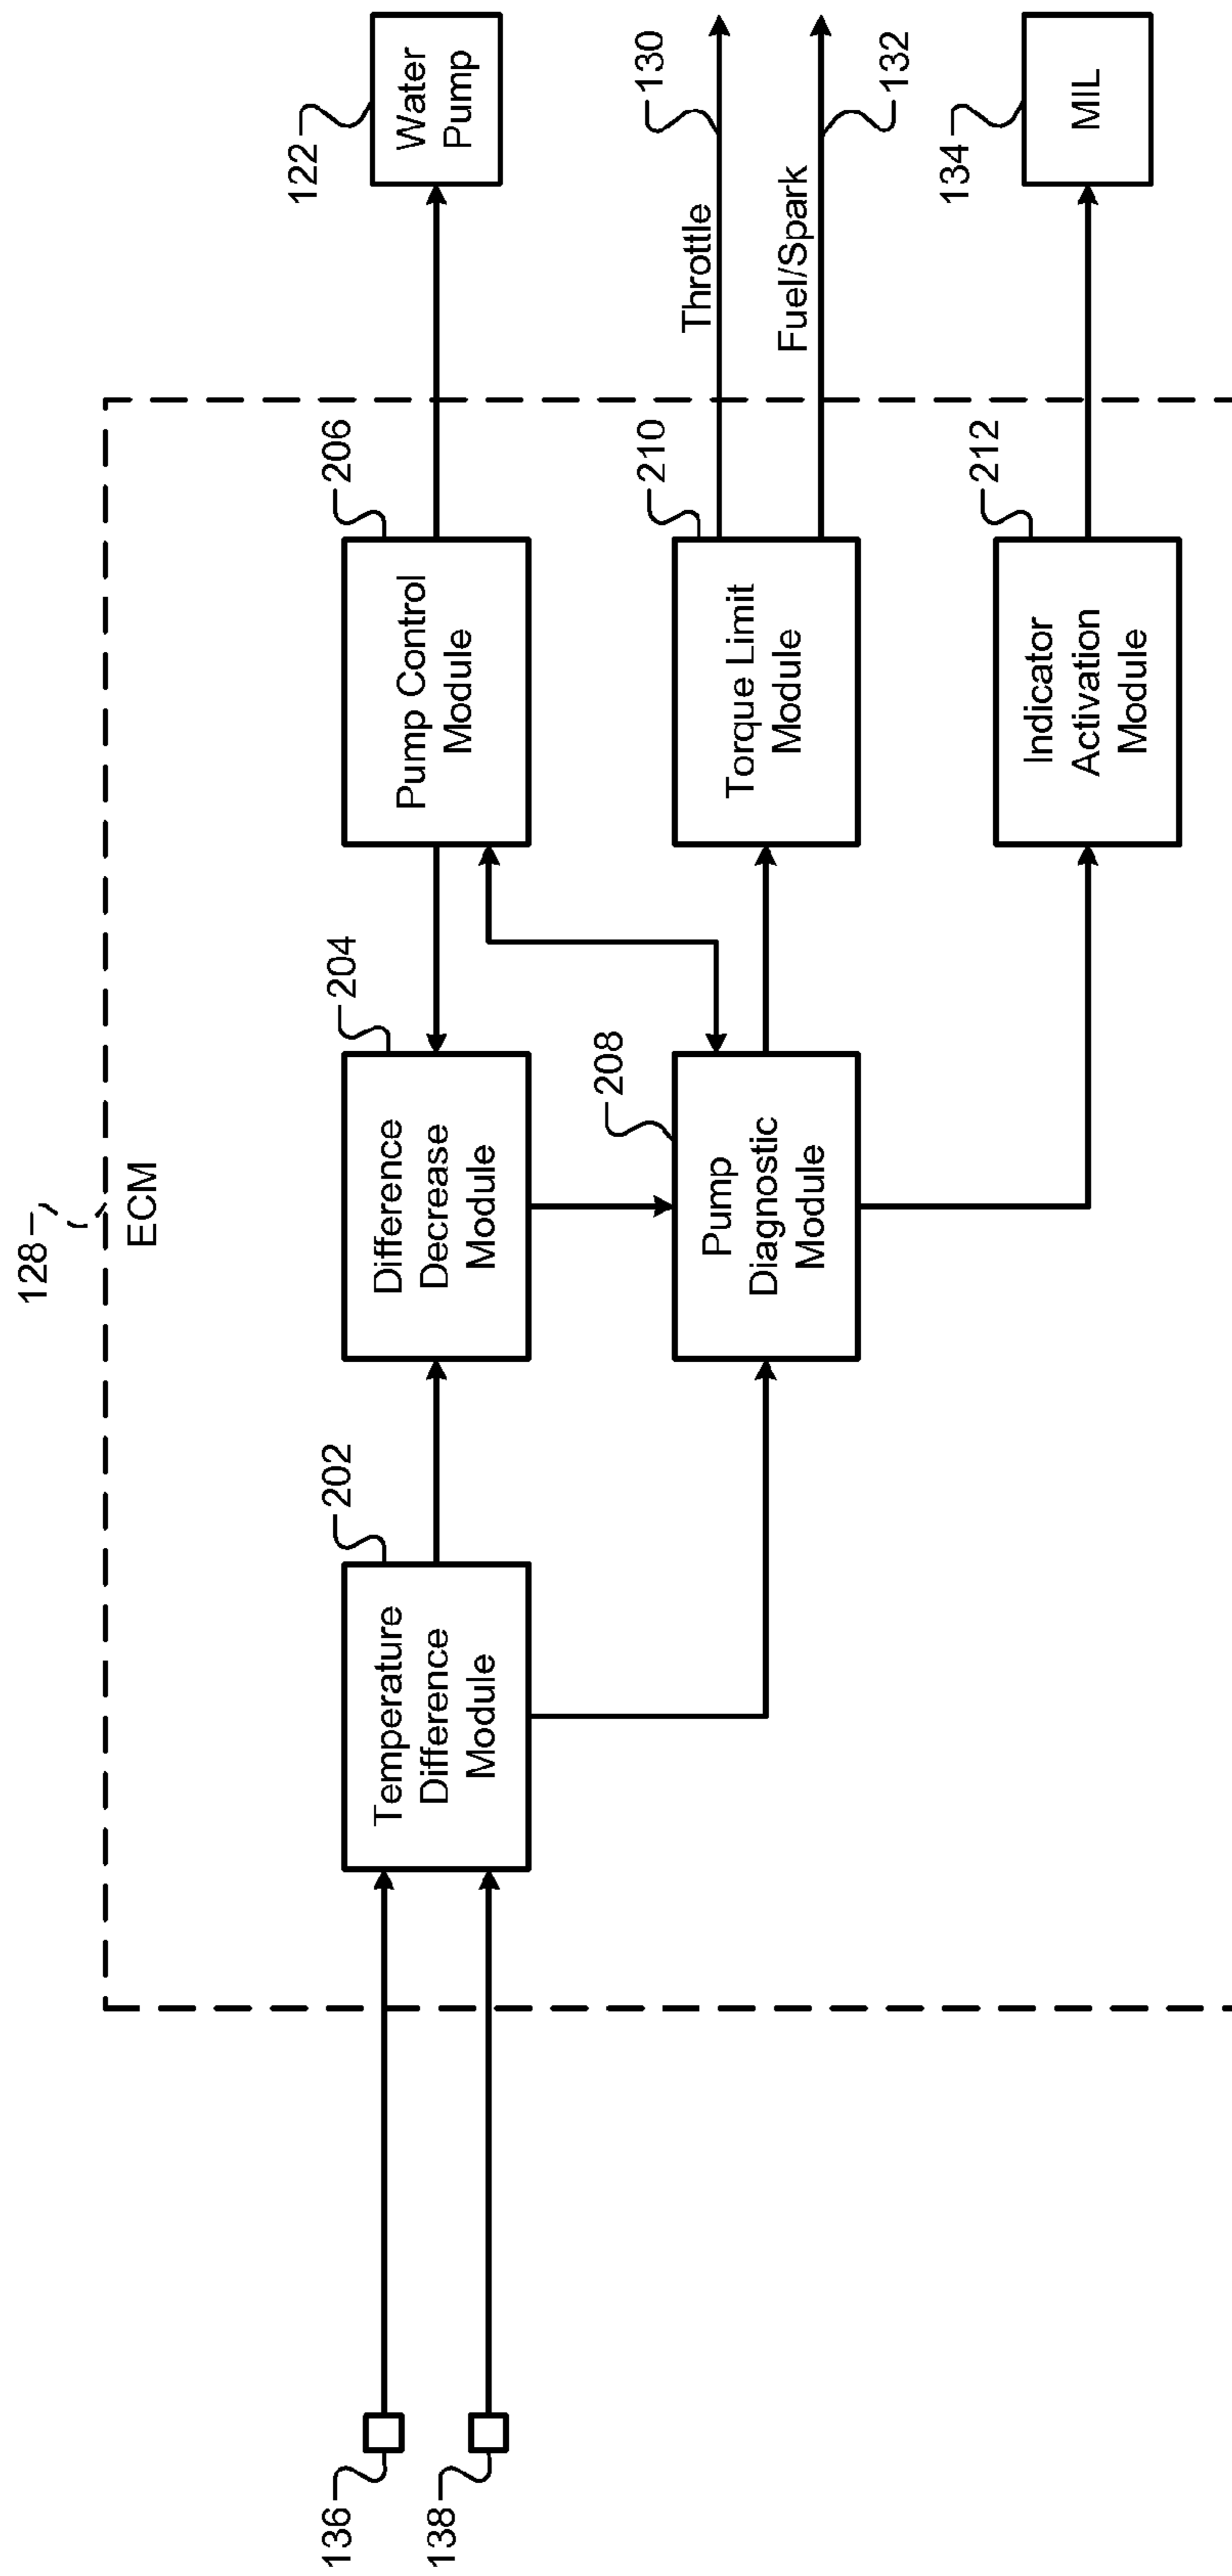 128
ECM
136
138
202
Temperature
Difference
Module
204
Difference
Decrease
Module
206
Pump Control
Module
122
Water
Pump
208
Pump
Diagnostic
Module
210
Torque Limit
Module
Throttle
130
Fuel/Spark
132
212
Indicator
Activation
Module
134
MIL